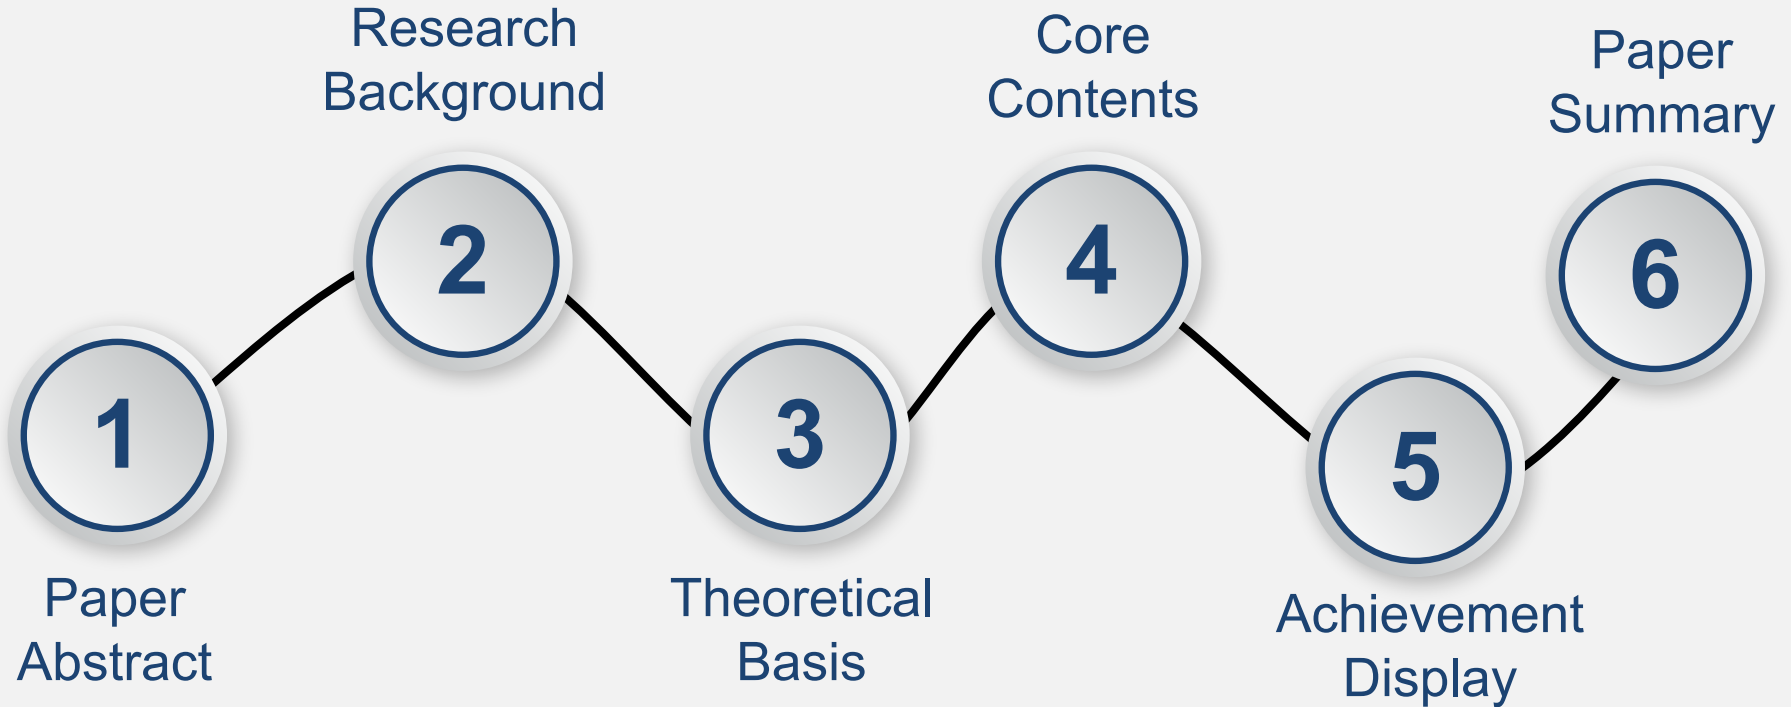 1
Paper
Abstract
2
Research
Background
3
Theoretical
Basis
4
Core
Contents
5
Achievement
Display
6
Paper
Summary